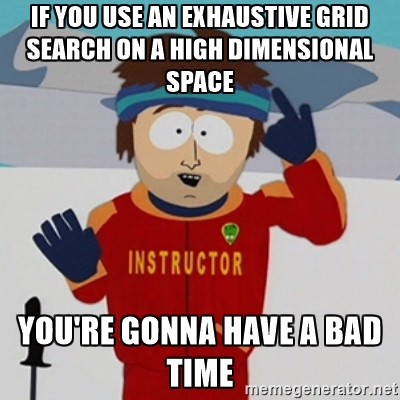 IF YOU USE AN EXHAUSTIVE GRID
SEARCH ON A HIGH DIMENSIONAL
SPACE
INSTRUCTOR
YOU'RE GONNA HAVE A BAD
TIME
memegenerator.net